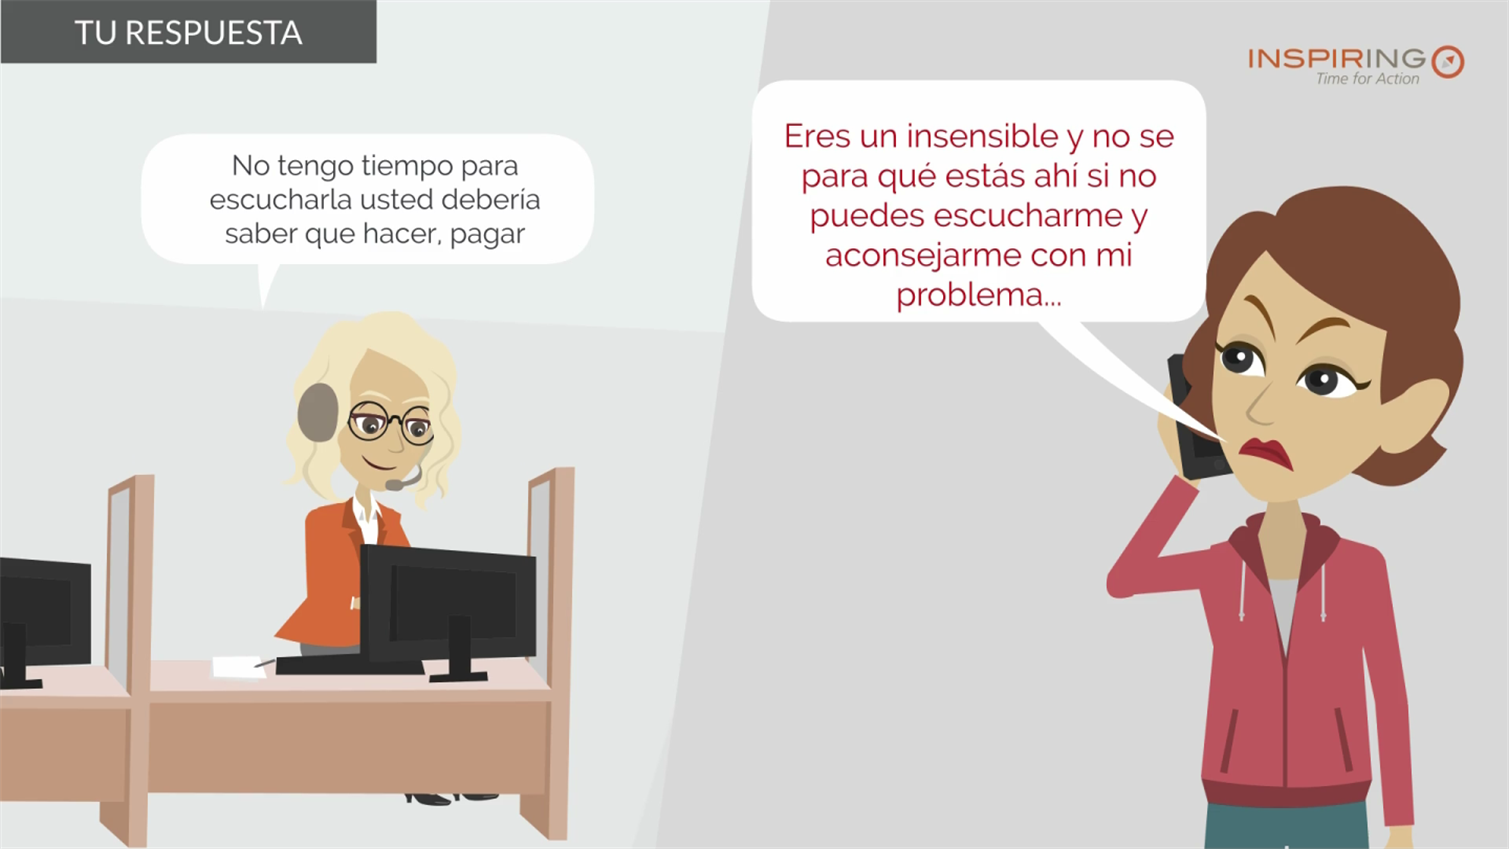 TU RESPUESTA
INSPIRING
Time for Action
No tengo tiempo para
escucharla usted debería
saber que hacer, pagar
Eres un insensible y no se
para qué estás ahí si no
puedes escucharme y
aconsejarme con mi
problema...